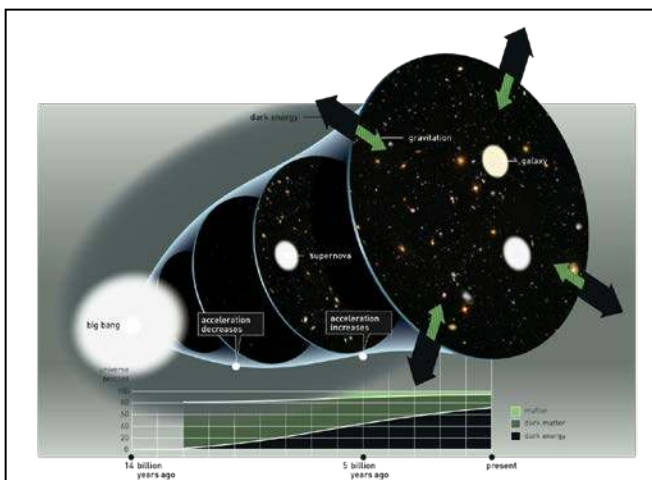 dark energy
gravitation
galaxy
supernova
big bang
acceleration
decreases
acceleration
increases
universe
percent
100
80
60
40
20
0
matter
dark matter
dark energy
14 billion
years ago
5 billion
years ago
present